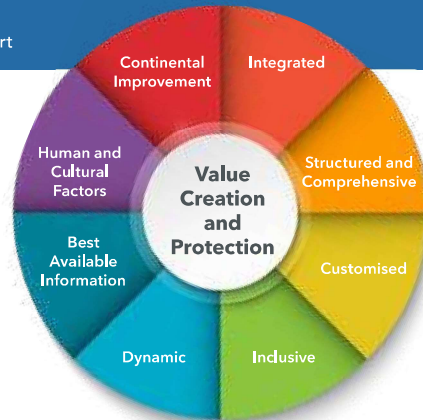 rt
Continental
Improvement
Integrated
Human and
Cultural
Factors
Value
Creation
and
Protection
Structured and
Comprehensive
Best
Available
Information
Customised
Dynamic
Inclusive